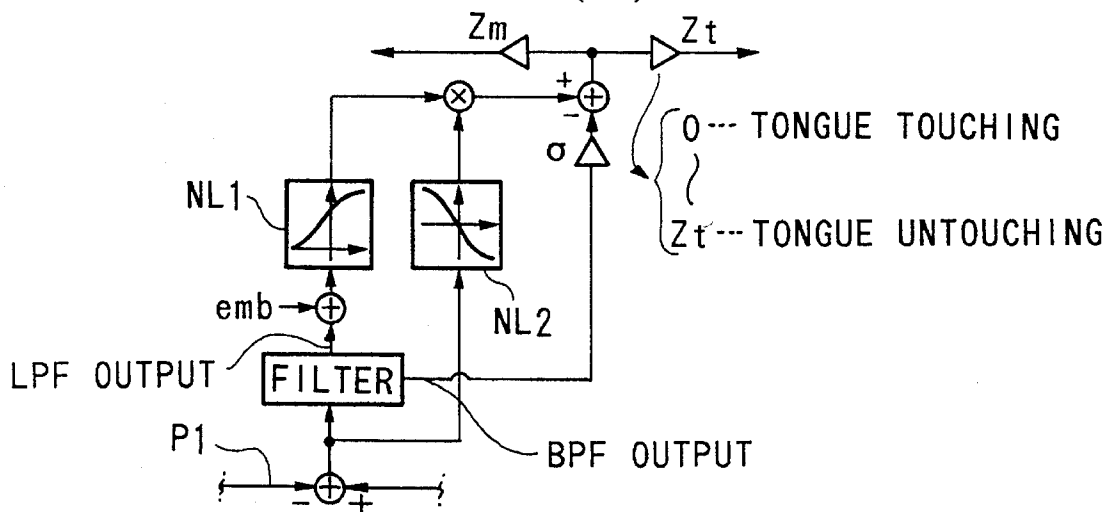 Zm
Zt
×
+
+
−
0 --- TONGUE TOUCHING
σ
NL1
Zt --- TONGUE UNTOUCHING
emb
+
NL2
LPF OUTPUT
FILTER
P1
BPF OUTPUT
−
+
+